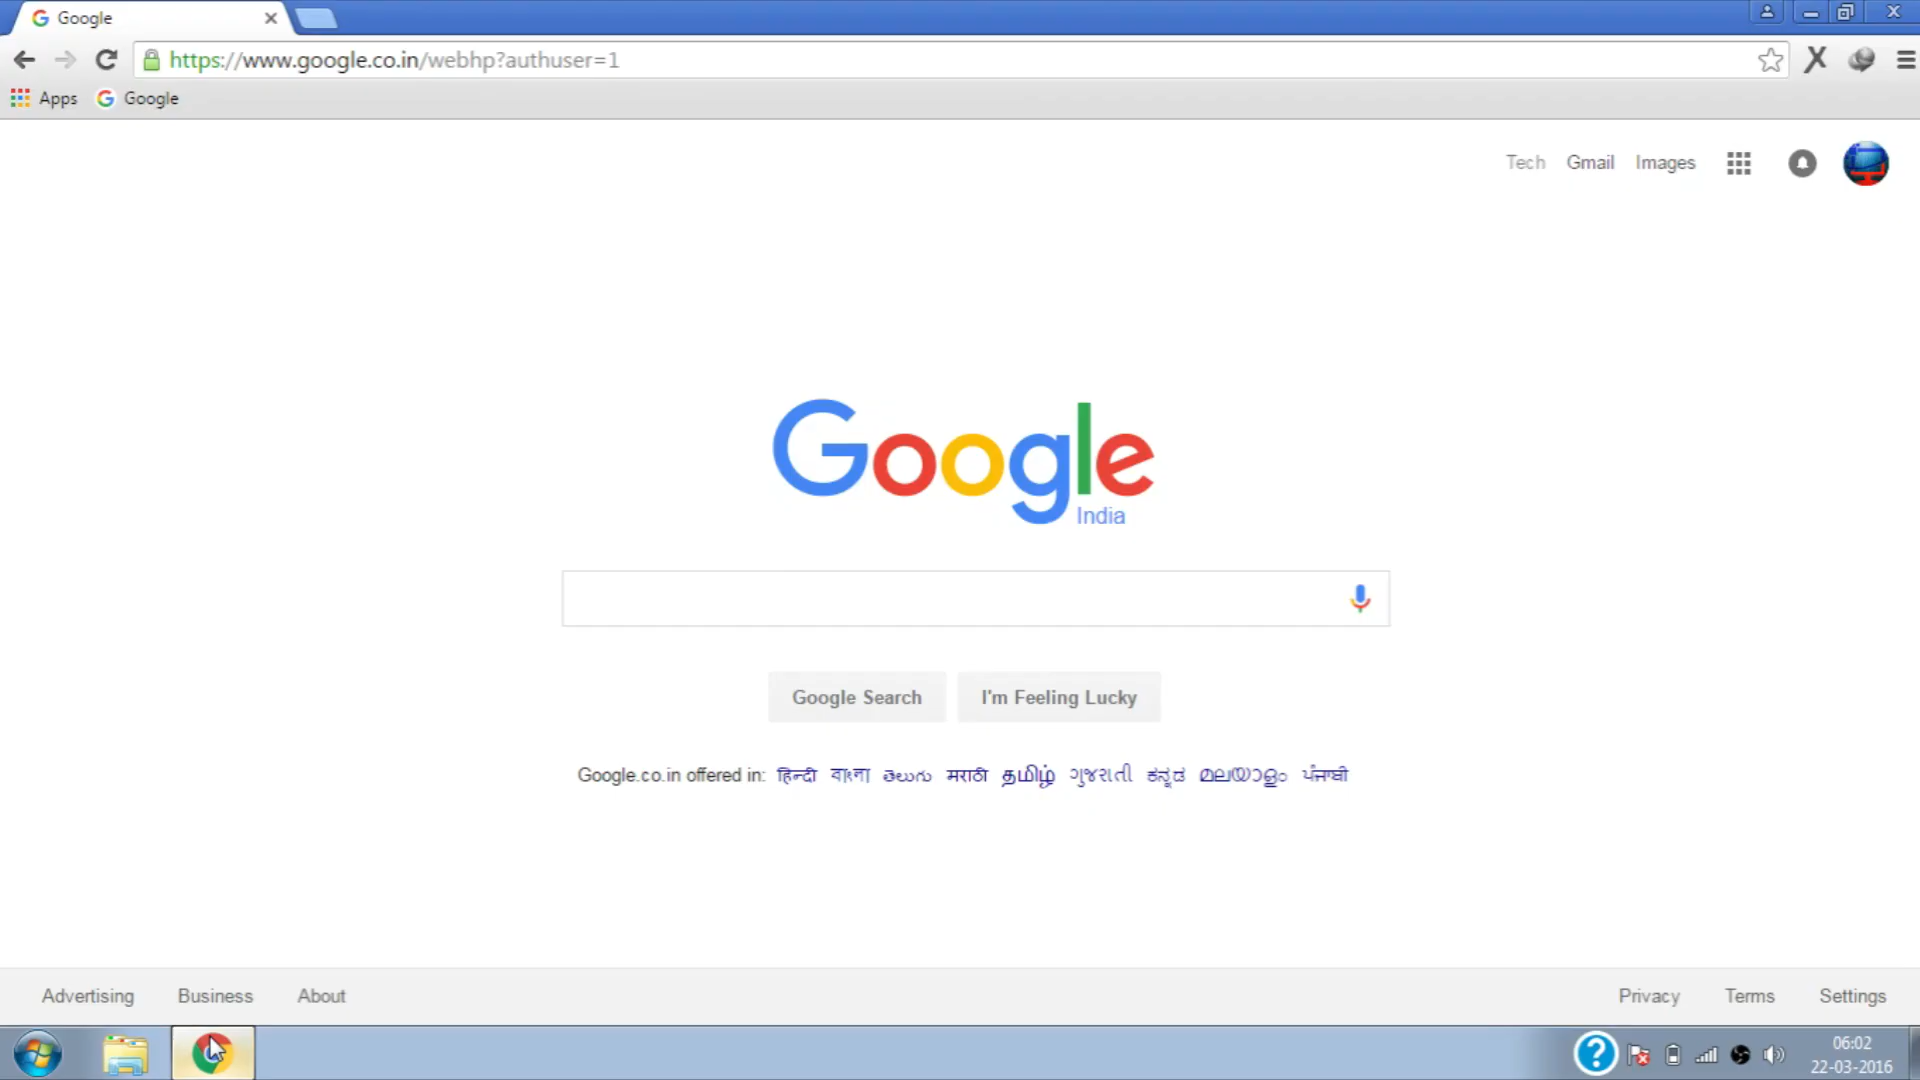 Google
https://www.google.co.in/webhp?authuser=1
Apps Google
Tech Gmail Images
Google
India
Google Search I'm Feeling Lucky
Google.co.in offered in: हिन्दी বাংলা తెలుగు मराठी தமிழ் ગુજરાતી ಕನ್ನಡ മലയാളം ਪੰਜਾਬੀ
Advertising Business About Privacy Terms Settings
06:02
22-03-2016